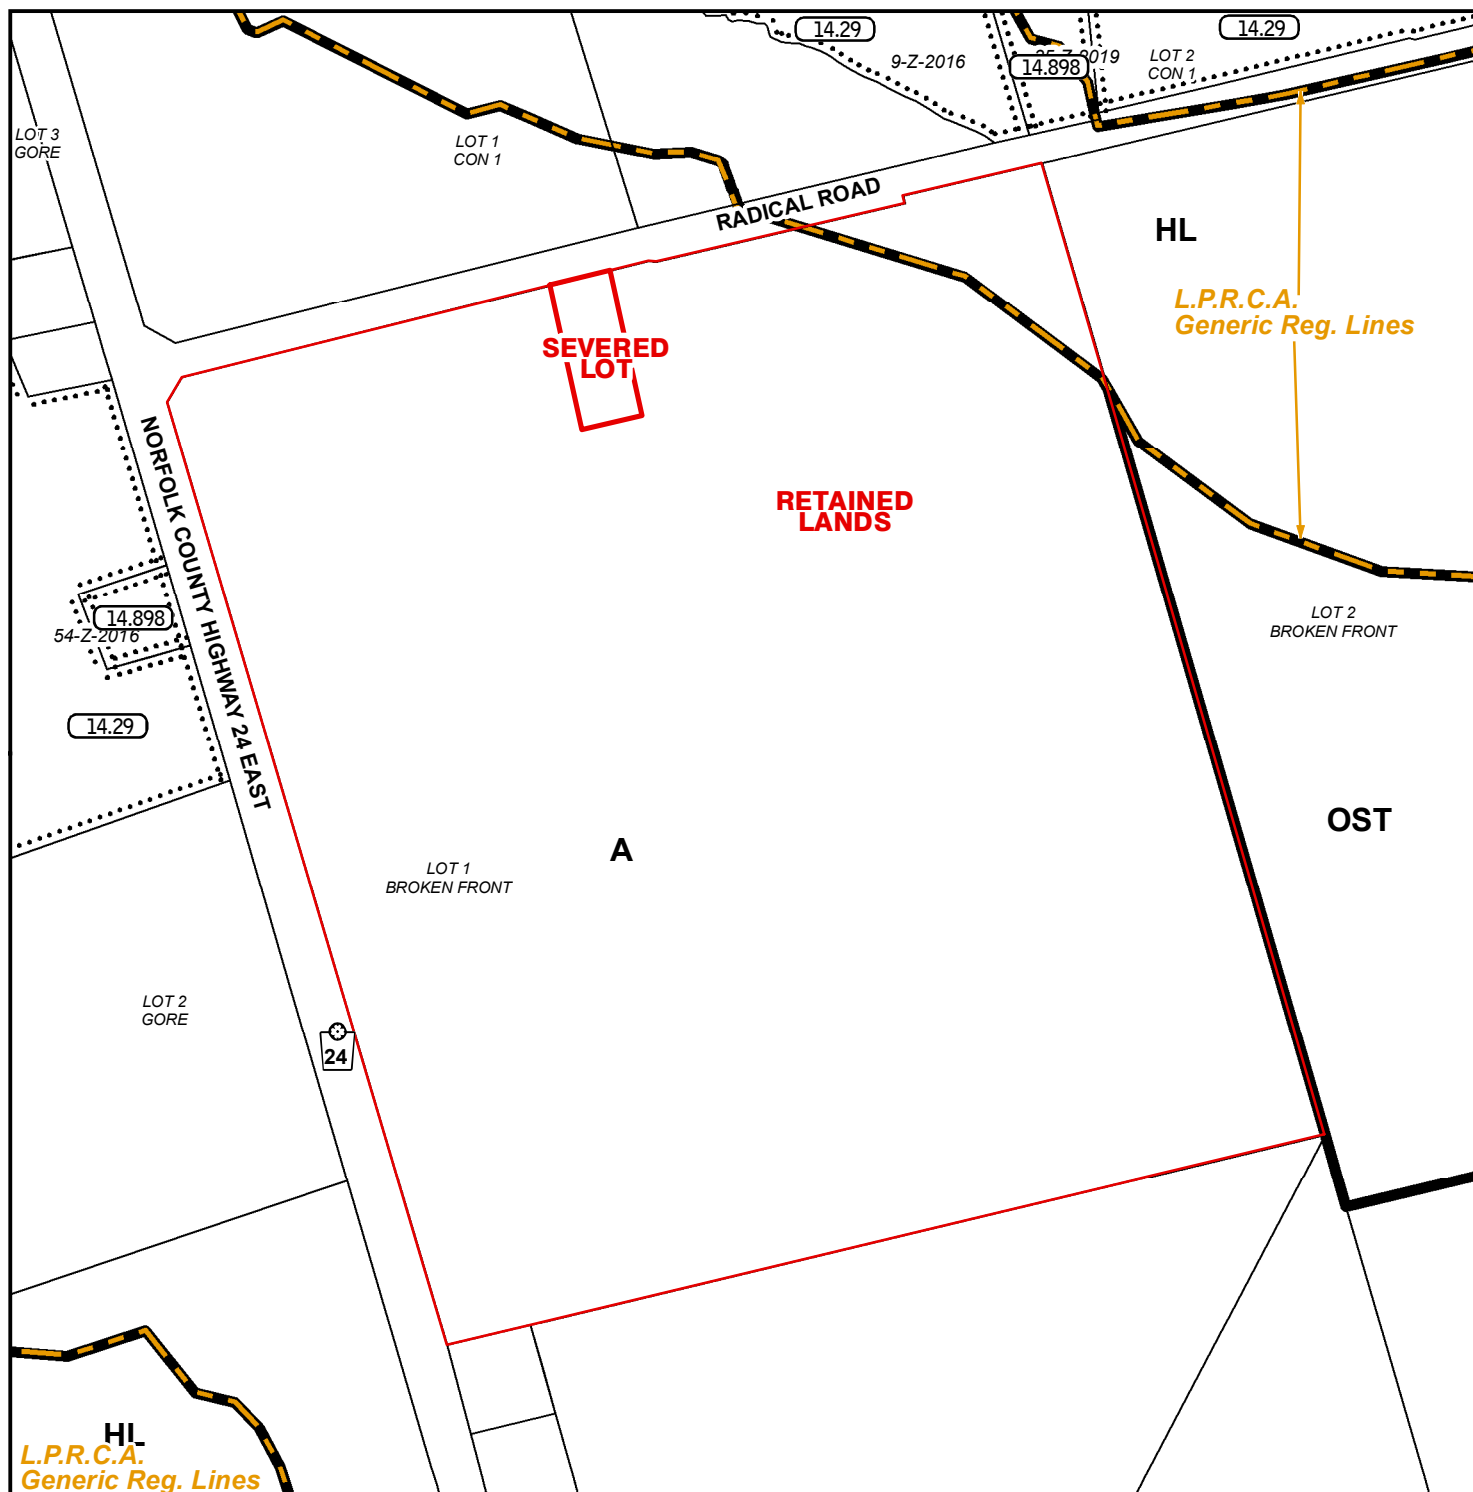 14.29
14.29
9-Z-2016
14.898
LOT 2
CON 1
LOT 3
GORE
LOT 1
CON 1
RADICAL ROAD
HL
L.P.R.C.A.
Generic Reg. Lines
SEVERED
LOT
RETAINED
LANDS
NORFOLK COUNTY HIGHWAY 24 EAST
14.898
54-Z-2016
LOT 2
BROKEN FRONT
14.29
OST
A
LOT 1
BROKEN FRONT
LOT 2
GORE
24
HL
L.P.R.C.A.
Generic Reg. Lines